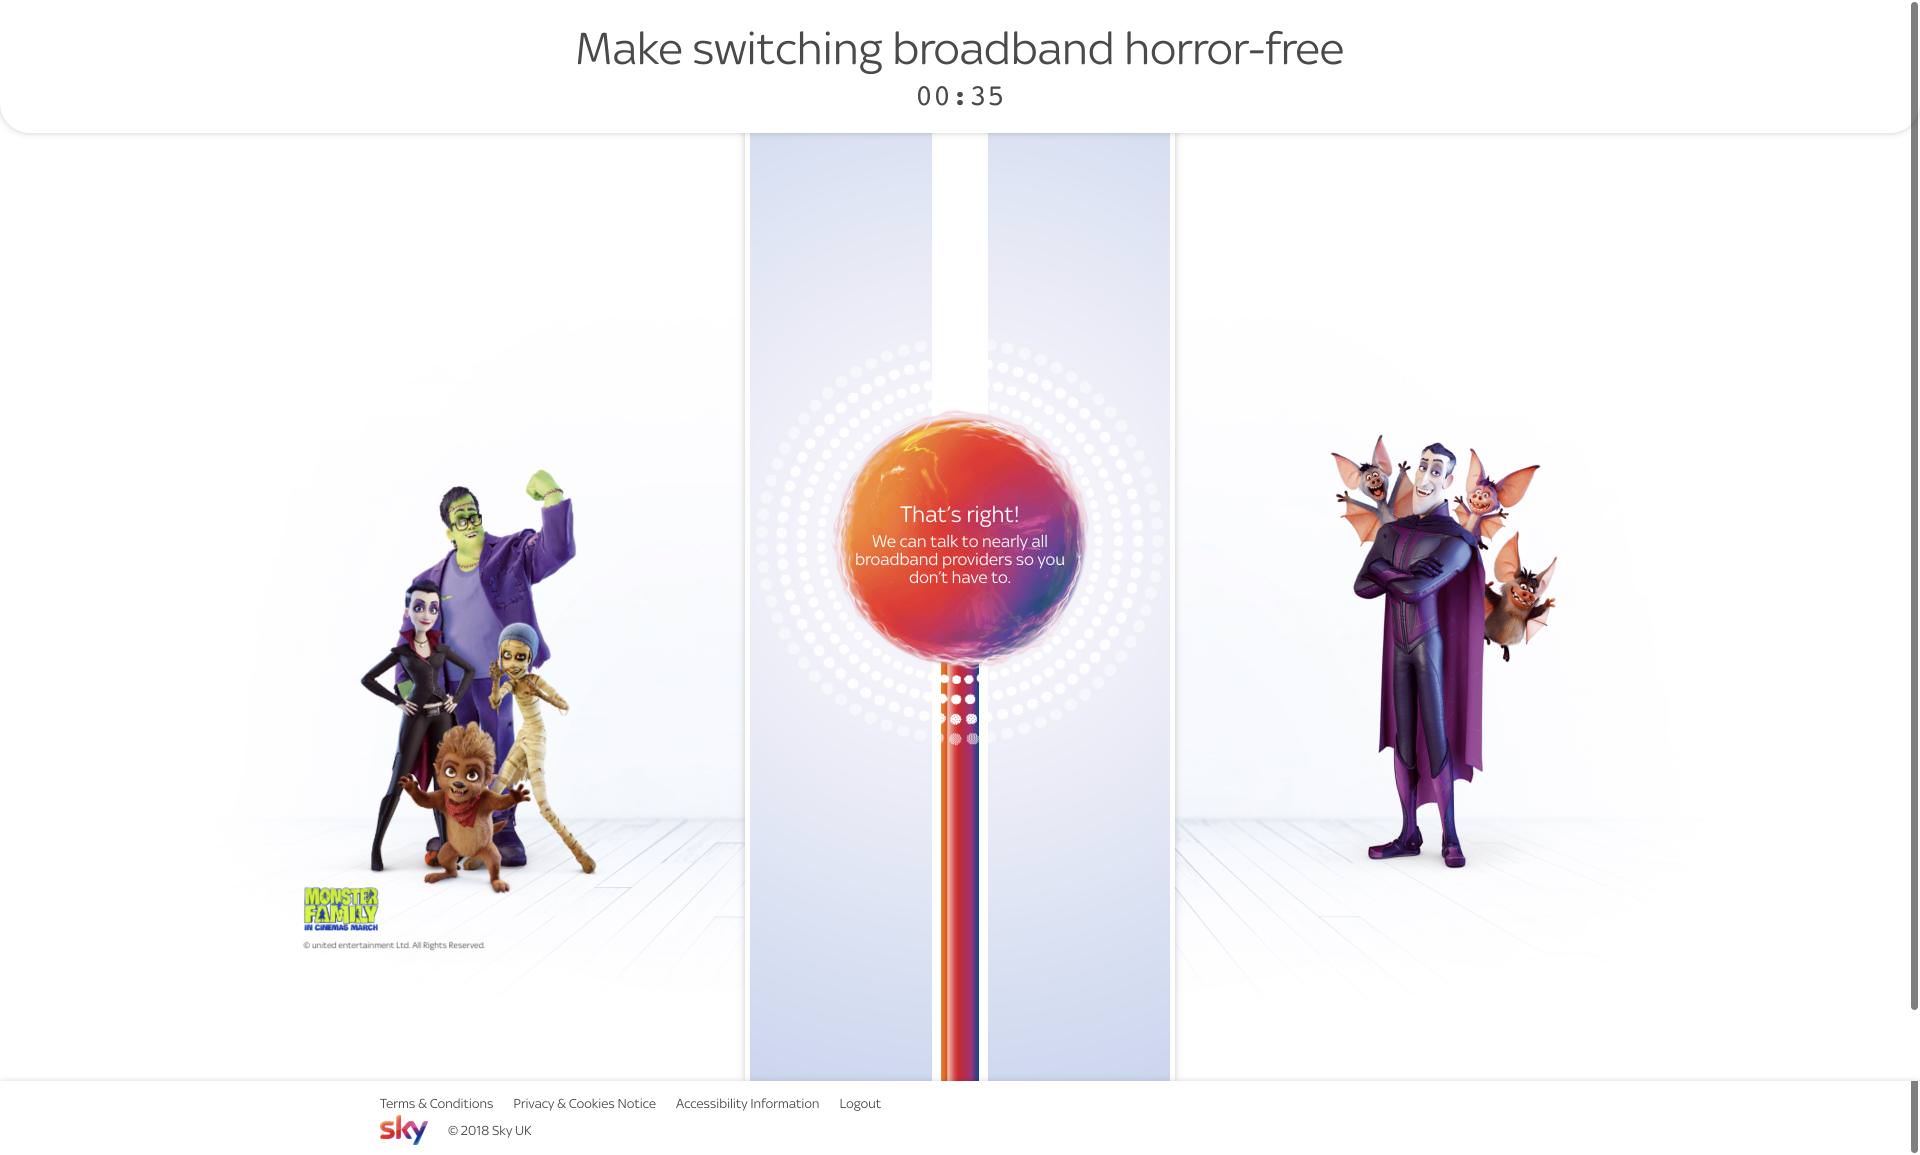 Make switching broadband horror-free
00:35
That's right!
We can talk to nearly all
broadband providers so you
don't have to.
MONSTER
FAMILY
IN CINEMAS MARCH
© united entertainment Ltd. All Rights Reserved.
Terms & Conditions Privacy & Cookies Notice Accessibility Information Logout
sky © 2018 Sky UK